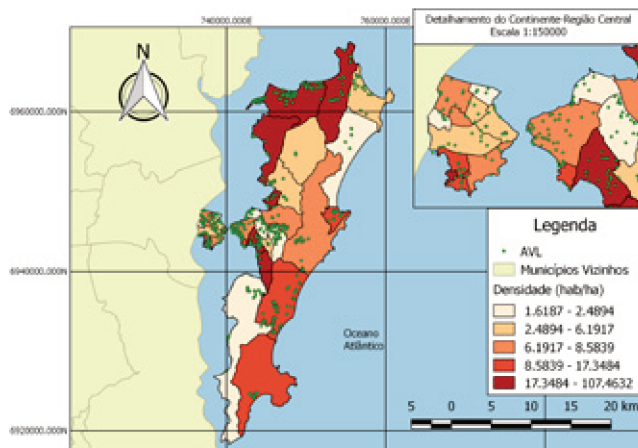 740000.000E
760000.000E
Detalhamento do Continente-Região Central
Escala 1:150000
N
6960000.000N
6940000.000N
6920000.000N
Oceano
Atlântico
Legenda
AVL
Municípios Vizinhos
Densidade (hab/ha)
1.6187 - 2.4894
2.4894 - 6.1917
6.1917 - 8.5839
8.5839 - 17.3484
17.3484 - 107.4632
5 0 5 10 15 20 km